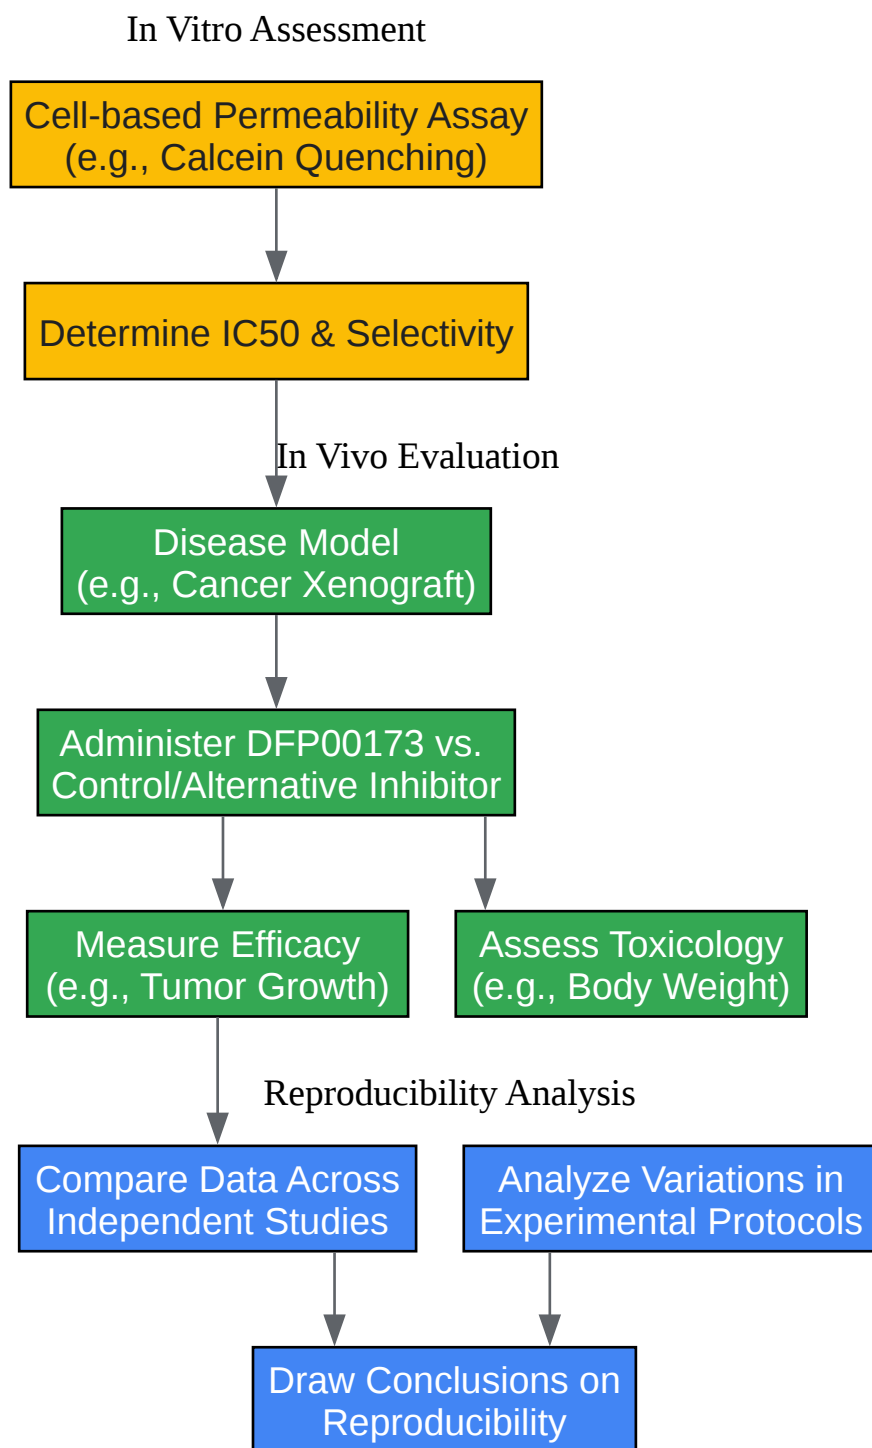 In Vitro Assessment
Cell-based Permeability Assay
(e.g., Calcein Quenching)
Determine IC50 & Selectivity
In Vivo Evaluation
Disease Model
(e.g., Cancer Xenograft)
Administer DFP00173 vs.
Control/Alternative Inhibitor
Measure Efficacy
(e.g., Tumor Growth)
Assess Toxicology
(e.g., Body Weight)
Reproducibility Analysis
Compare Data Across
Independent Studies
Analyze Variations in
Experimental Protocols
Draw Conclusions on
Reproducibility